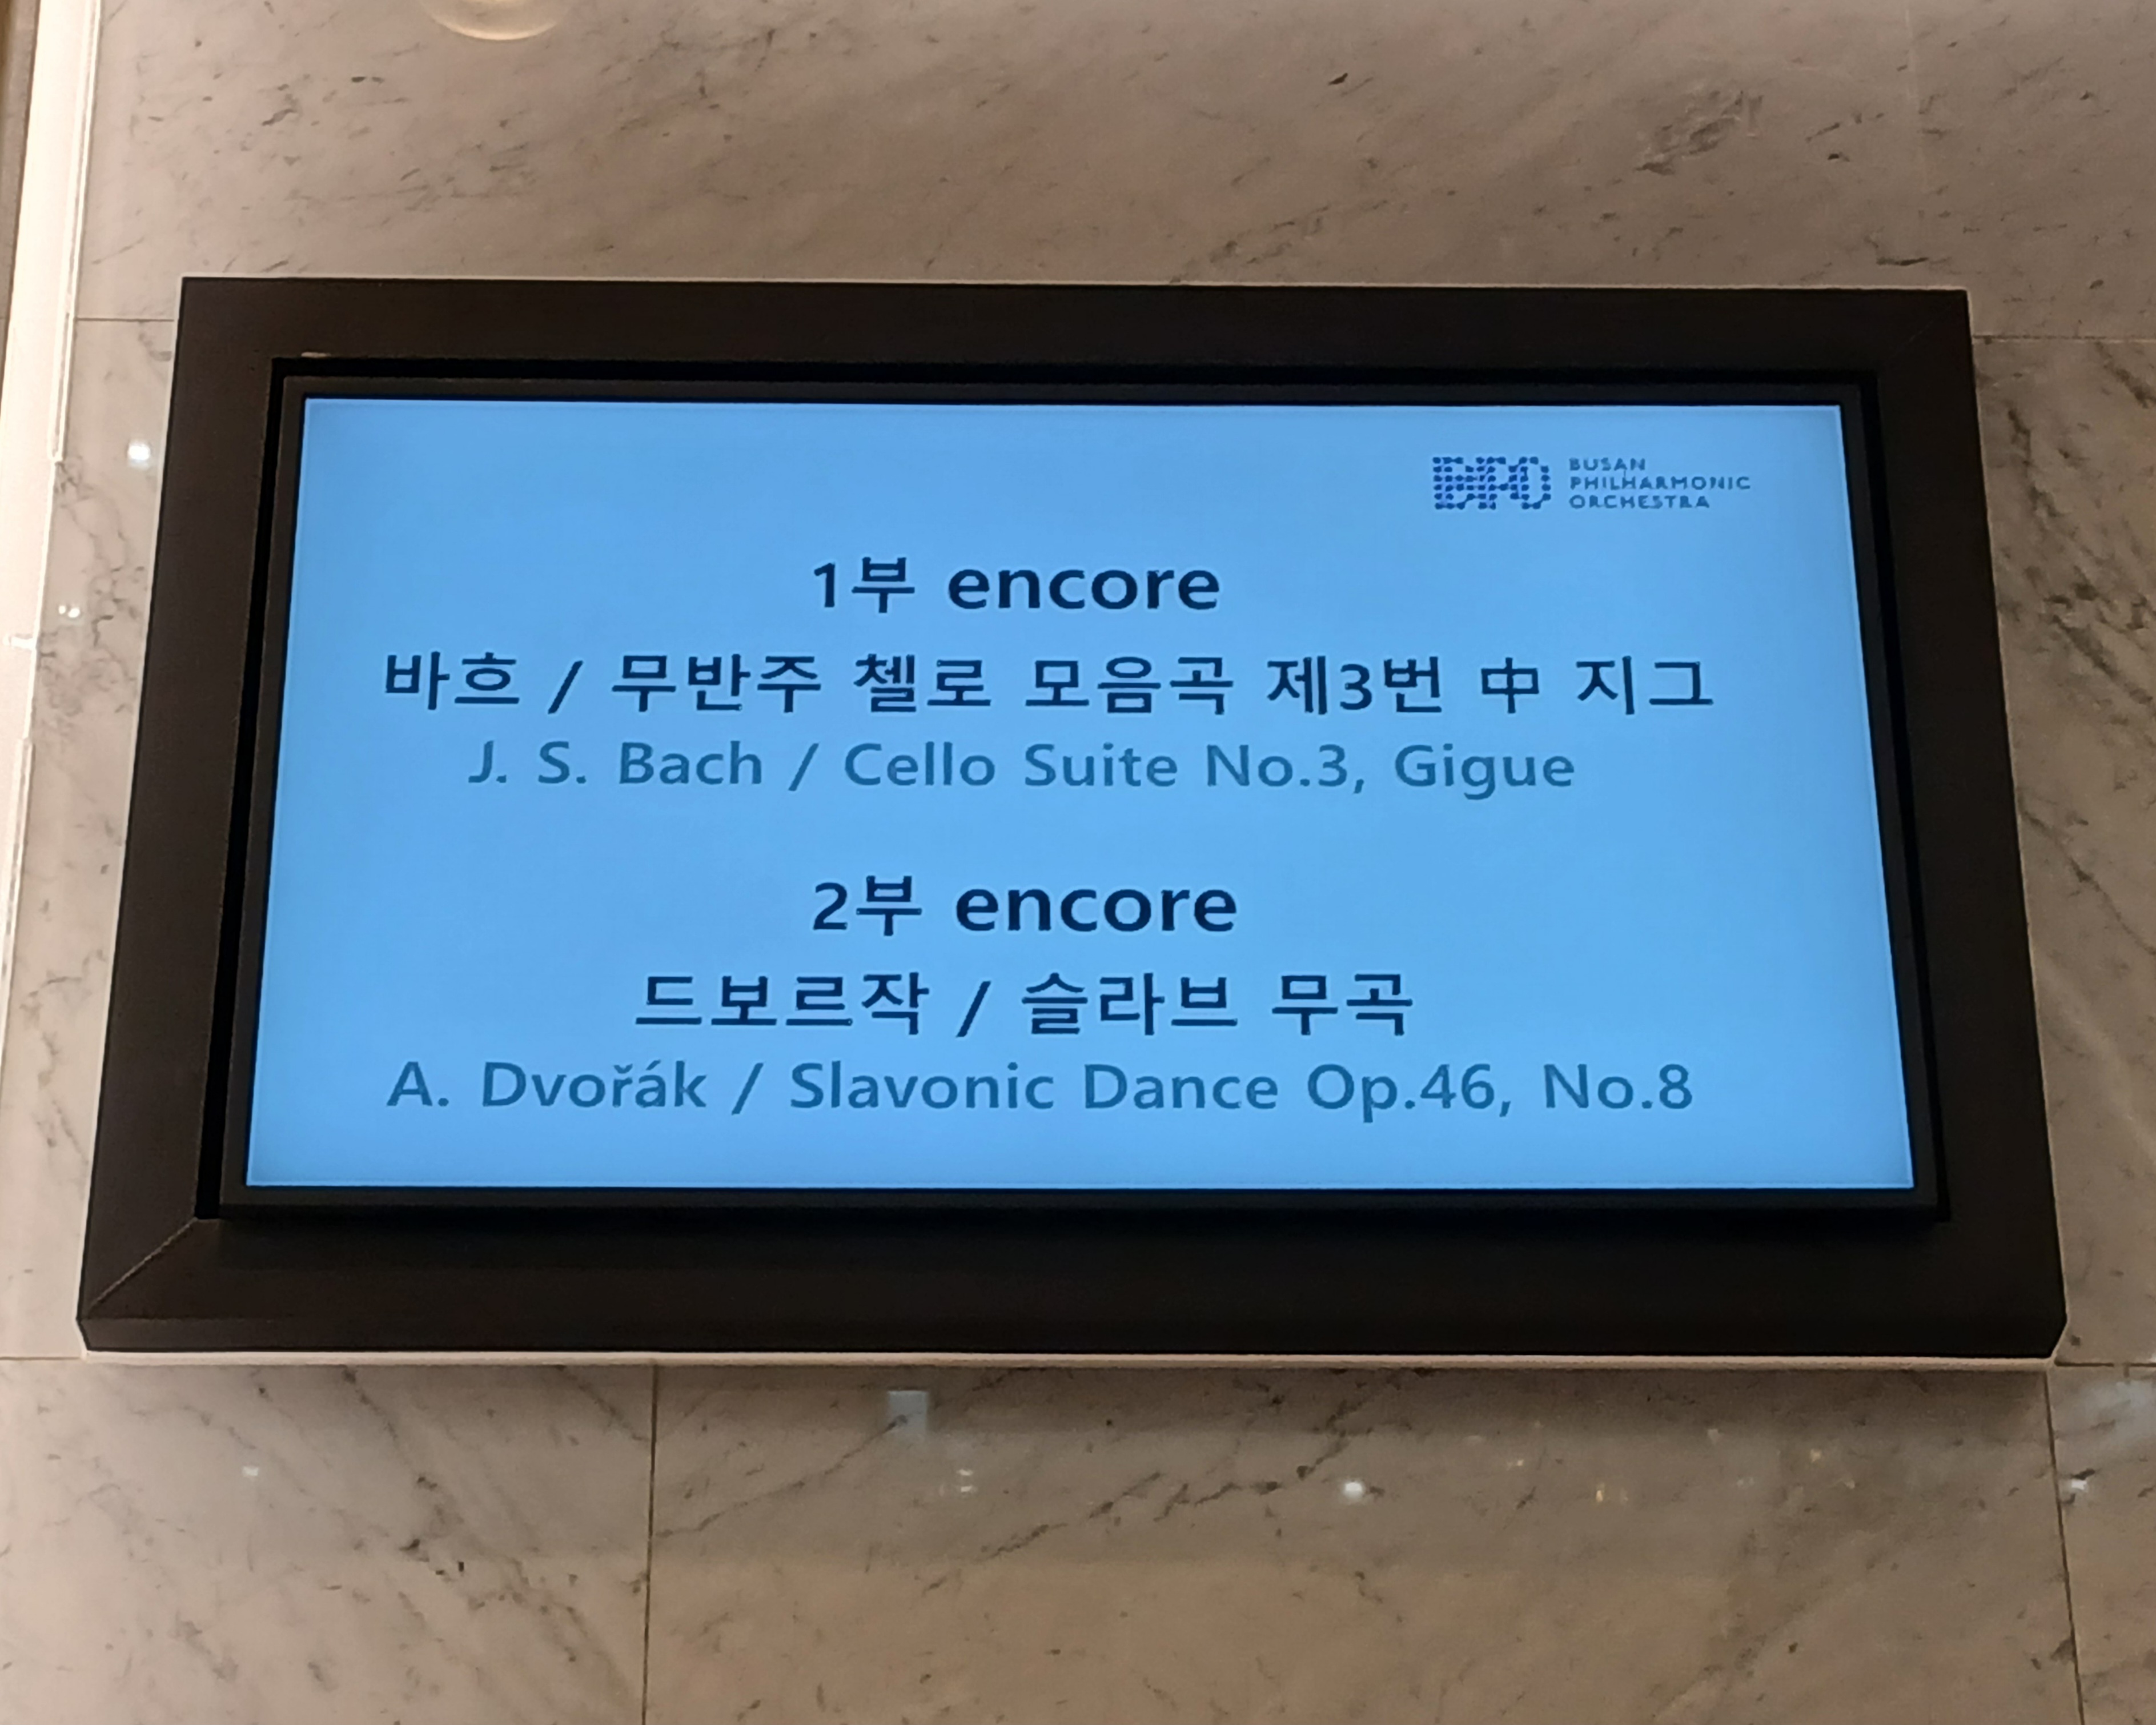 BPO
BUSAN
PHILHARMONIC
ORCHESTRA
1부 encore
바흐 / 무반주 첼로 모음곡 제3번 中 지그
J. S. Bach / Cello Suite No.3, Gigue
2부 encore
드보르작 / 슬라브 무곡
A. Dvořák / Slavonic Dance Op.46, No.8